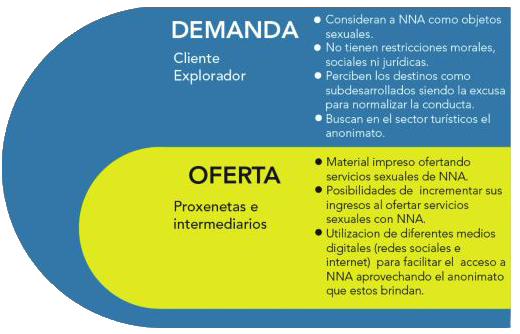 DEMANDA
Cliente
Explorador
● Consideran a NNA como objetos
sexuales.
● No tienen restricciones morales,
sociales ni jurídicas.
● Perciben los destinos como
subdesarrollados siendo la excusa
para normalizar la conducta.
● Buscan en el sector turísticos el
anonimato.
OFERTA
Proxenetas e
intermediarios
● Material impreso ofertando
servicios sexuales de NNA.
● Posibilidades de incrementar sus
ingresos al ofertar servicios
sexuales con NNA.
● Utilizacion de diferentes medios
digitales (redes sociales e
internet) para facilitar el acceso a
NNA aprovechando el anonimato
que estos brindan.